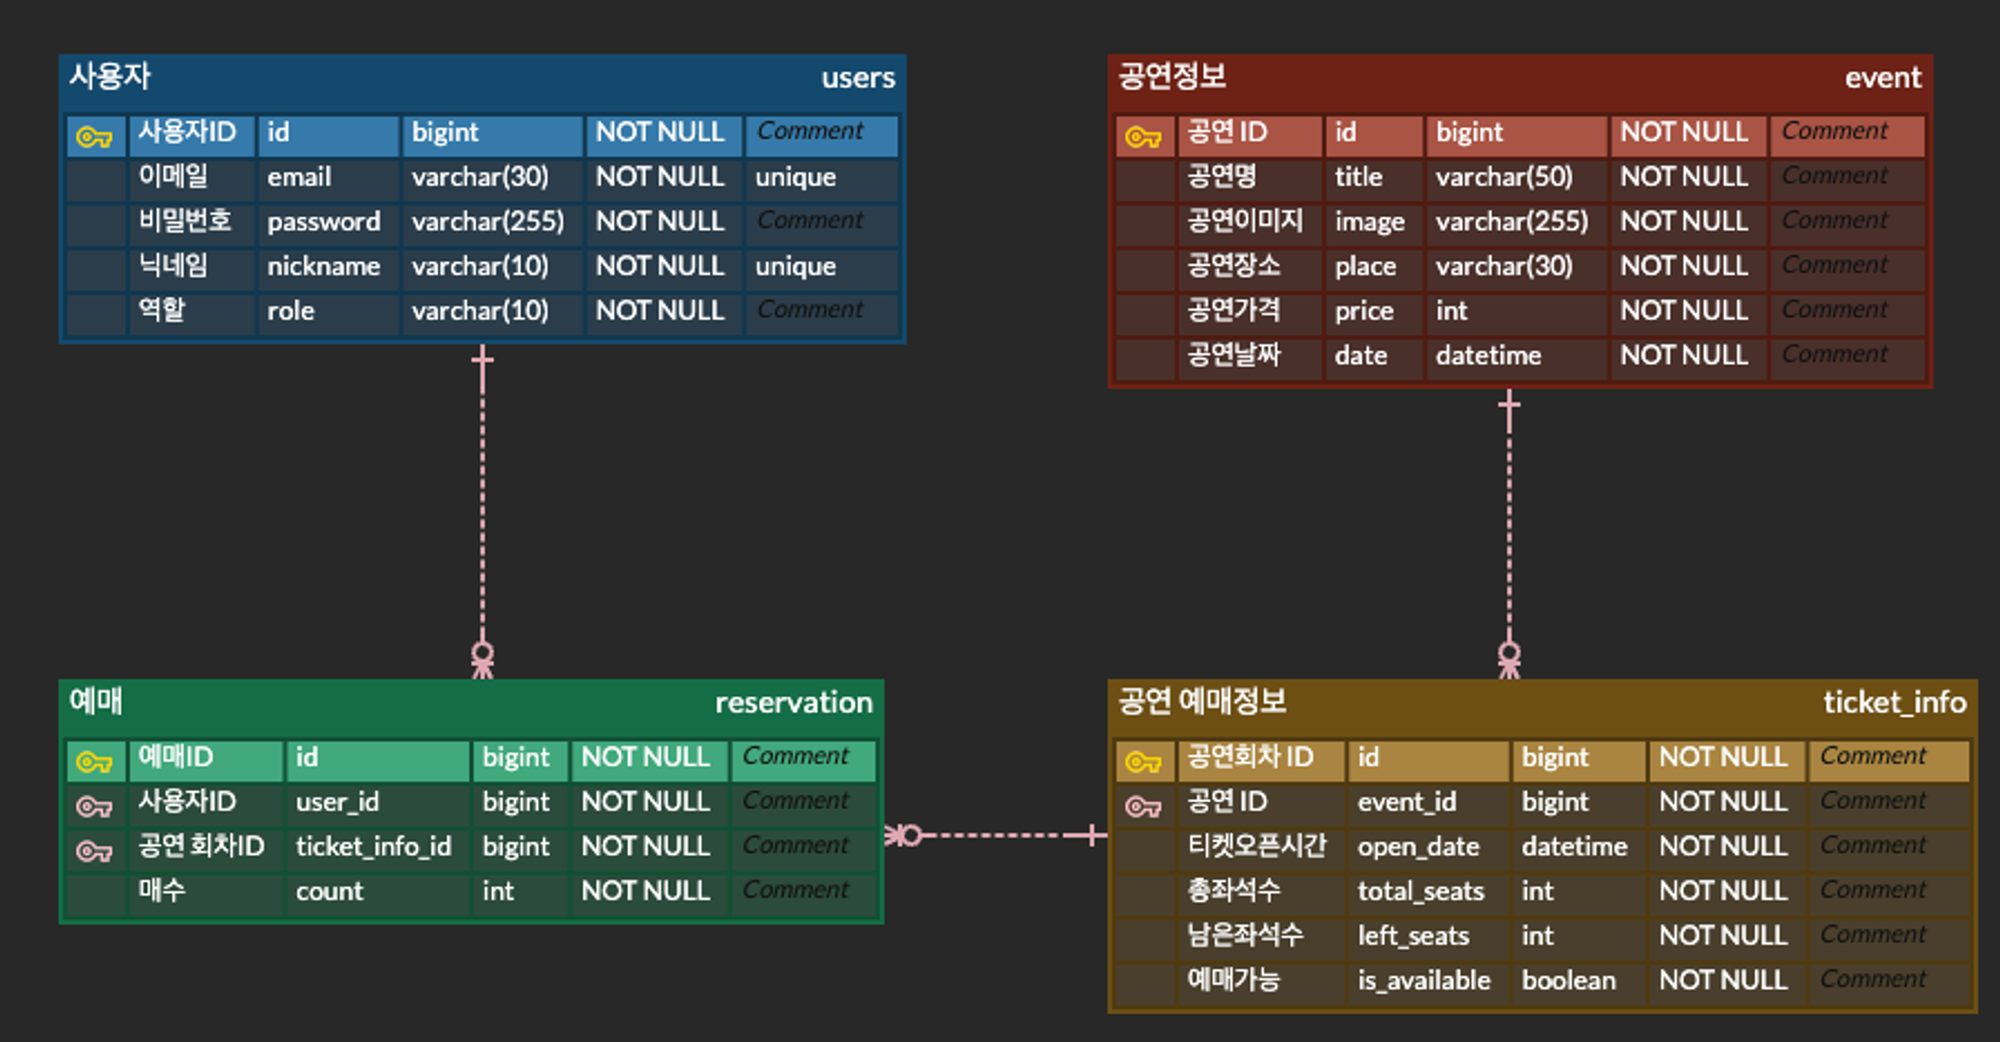 사용자 users
사용자ID id bigint NOT NULL Comment
이메일 email varchar(30) NOT NULL unique
비밀번호 password varchar(255) NOT NULL Comment
닉네임 nickname varchar(10) NOT NULL unique
역할 role varchar(10) NOT NULL Comment
공연정보 event
공연 ID id bigint NOT NULL Comment
공연명 title varchar(50) NOT NULL Comment
공연이미지 image varchar(255) NOT NULL Comment
공연장소 place varchar(30) NOT NULL Comment
공연가격 price int NOT NULL Comment
공연날짜 date datetime NOT NULL Comment
예매 reservation
예매ID id bigint NOT NULL Comment
사용자ID user_id bigint NOT NULL Comment
공연 회차ID ticket_info_id bigint NOT NULL Comment
매수 count int NOT NULL Comment
공연 예매정보 ticket_info
공연회차 ID id bigint NOT NULL Comment
공연 ID event_id bigint NOT NULL Comment
티켓오픈시간 open_date datetime NOT NULL Comment
총좌석수 total_seats int NOT NULL Comment
남은좌석수 left_seats int NOT NULL Comment
예매가능 is_available boolean NOT NULL Comment